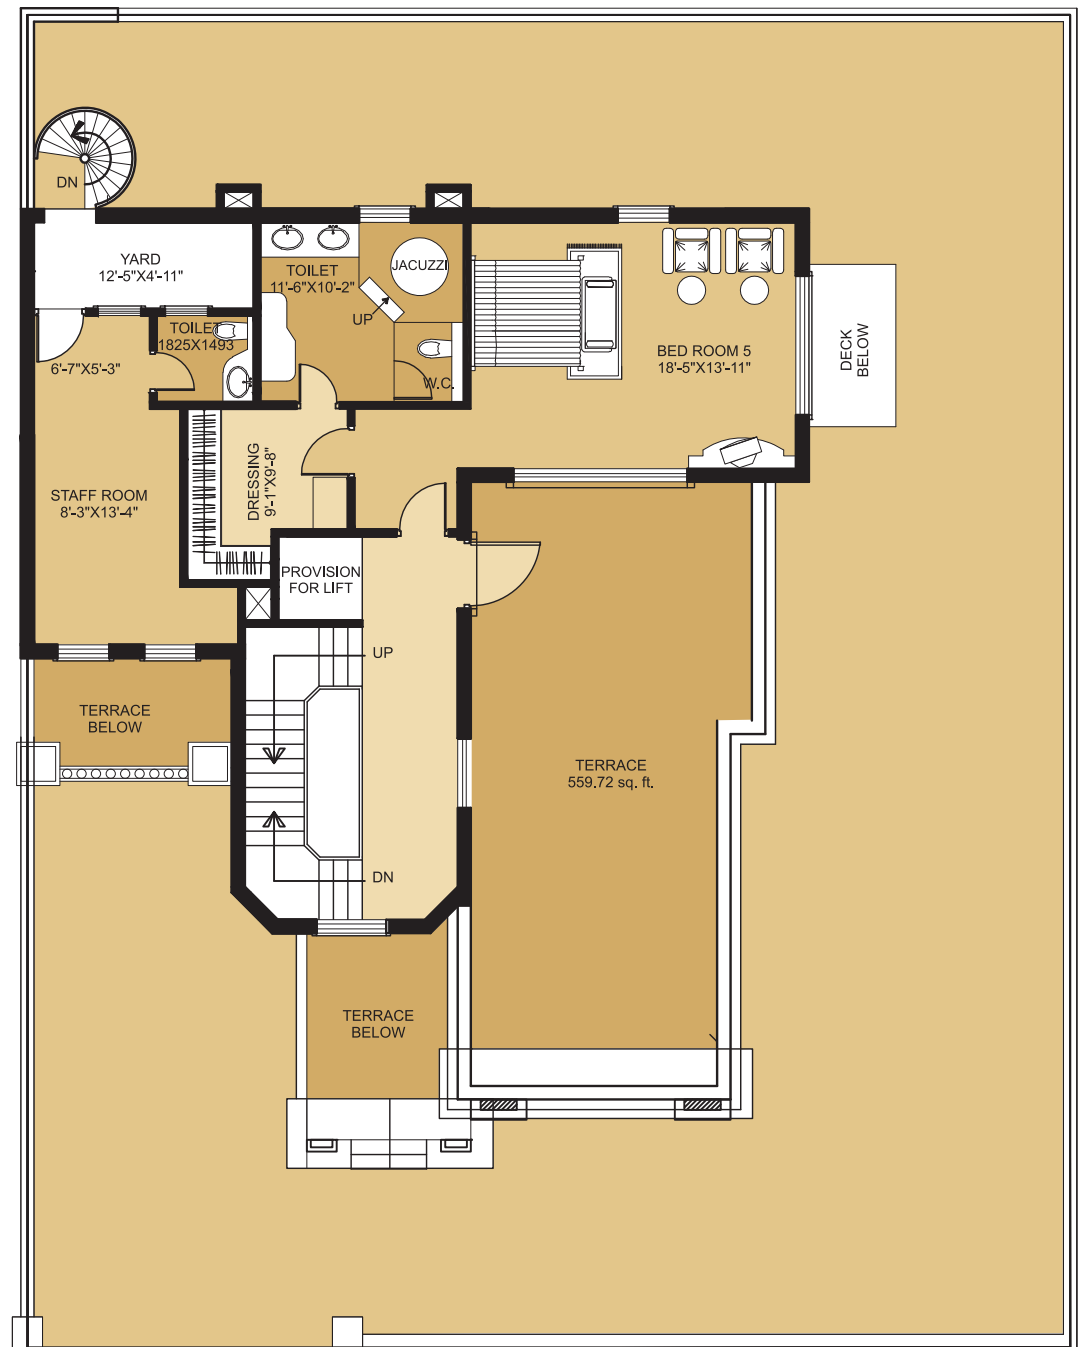 DN
YARD
12'-5"X4'-11"
TOILET
11'-6"X10'-2"
JACUZZI
UP
TOILET
1825X1493
6'-7"X5'-3"
W.C.
BED ROOM 5
18'-5"X13'-11"
DECK
BELOW
DRESSING
9'-1"X9'-8"
STAFF ROOM
8'-3"X13'-4"
PROVISION
FOR LIFT
UP
TERRACE
BELOW
TERRACE
559.72 sq. ft.
DN
TERRACE
BELOW